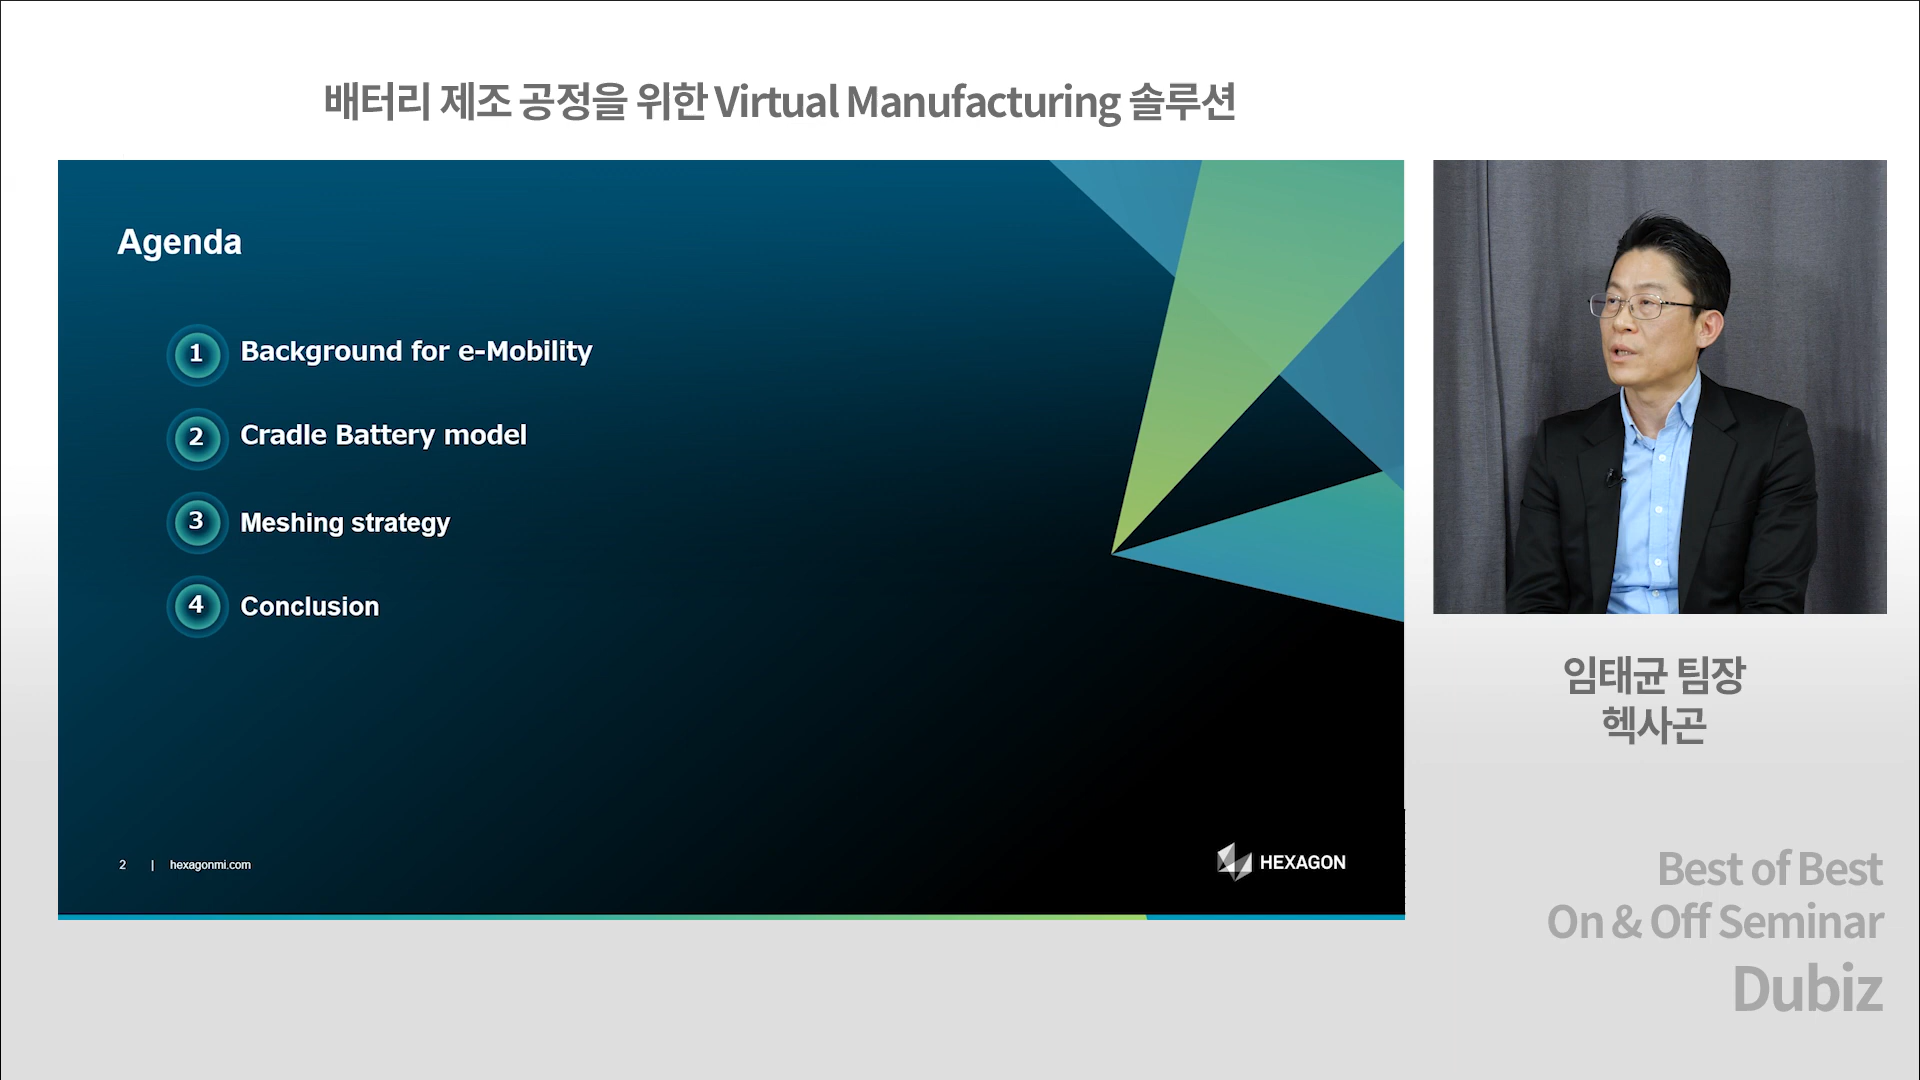 배터리 제조 공정을 위한 Virtual Manufacturing 솔루션
Agenda
1 Background for e-Mobility
2 Cradle Battery model
3 Meshing strategy
4 Conclusion
2 | hexagonmi.com
HEXAGON
임태균 팀장
헥사곤
Best of Best
On & Off Seminar
Dubiz